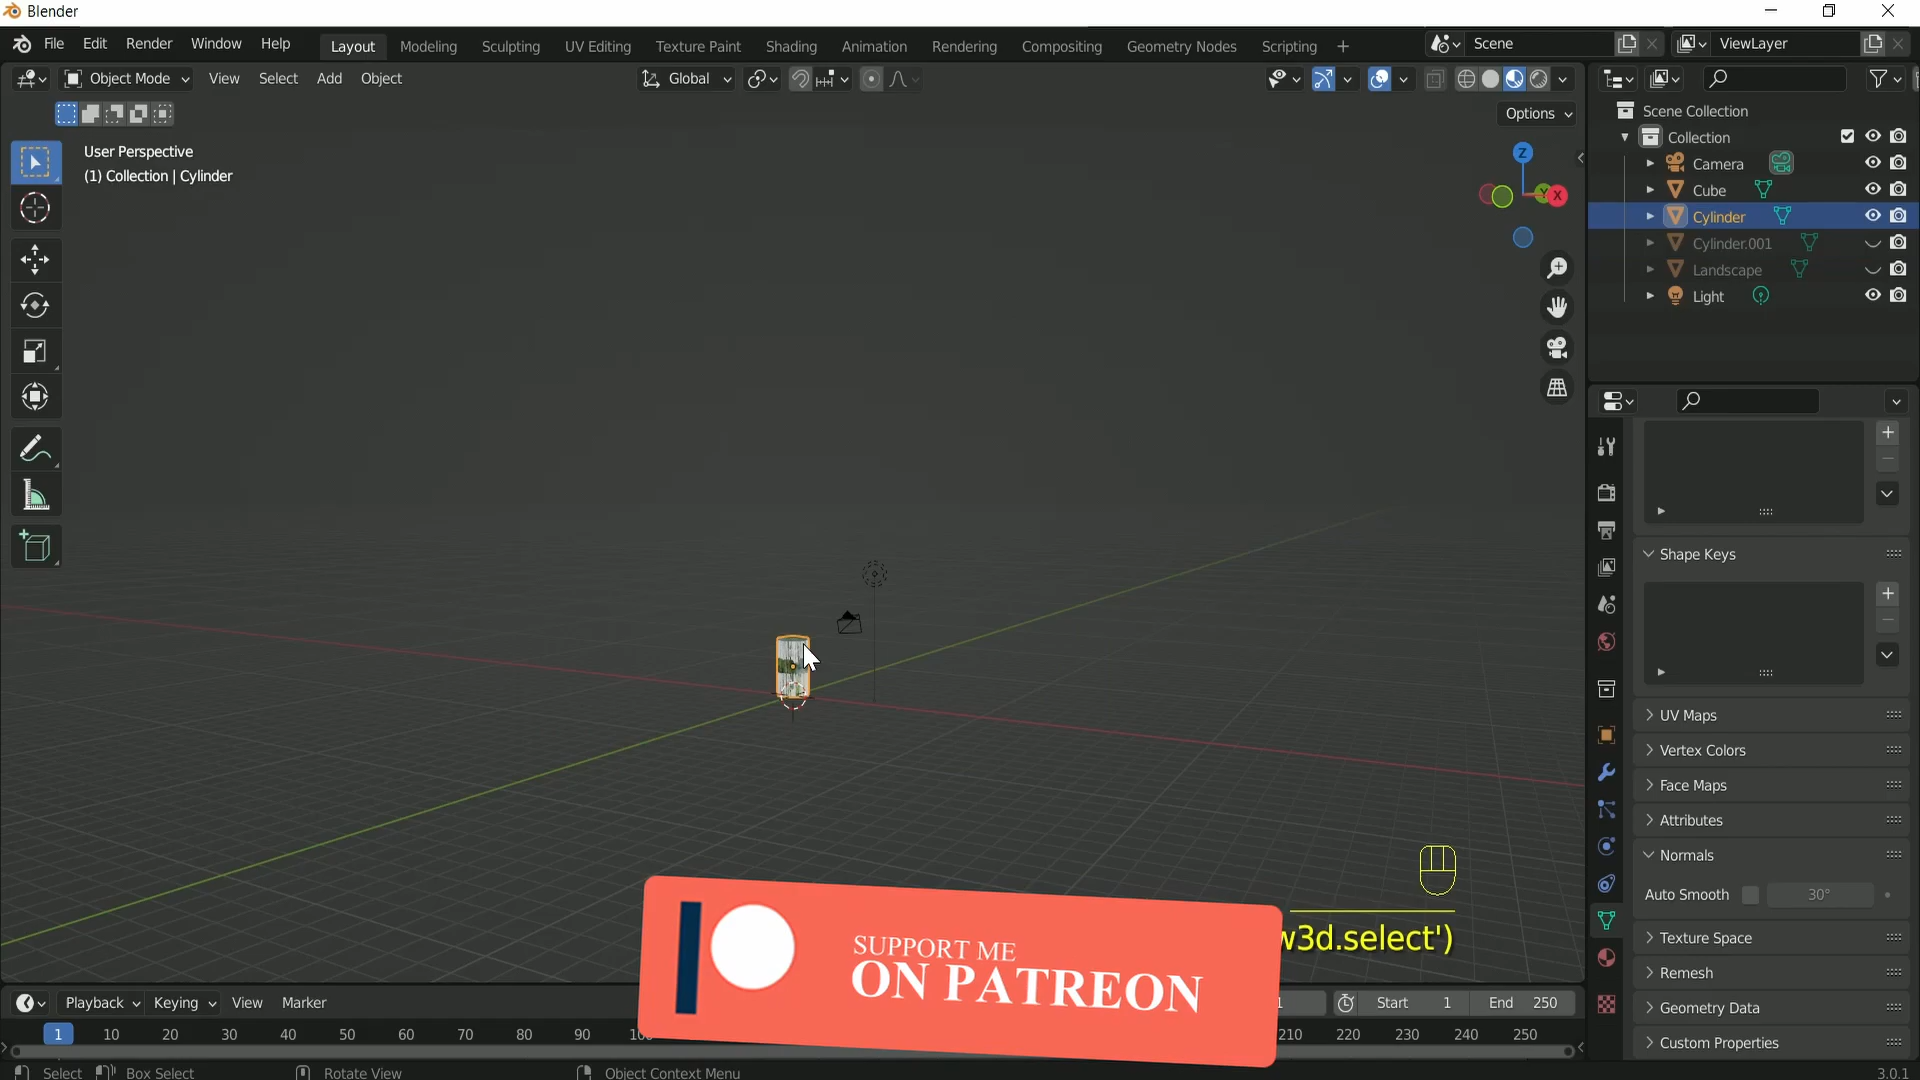 Blender
File Edit Render Window Help
Layout Modeling Sculpting UV Editing Texture Paint Shading Animation Rendering Compositing Geometry Nodes Scripting +
Scene
ViewLayer
Object Mode View Select Add Object
Global
Options
User Perspective
(1) Collection | Cylinder
Z
Y
X
Scene Collection
Collection
Camera
Cube
Cylinder
Cylinder.001
Landscape
Light
Shape Keys
UV Maps
Vertex Colors
Face Maps
Attributes
Normals
Auto Smooth 30°
Texture Space
Remesh
Geometry Data
Custom Properties
w3d.select')
SUPPORT ME
ON PATREON
Playback Keying View Marker
1 Start 1 End 250
1 10 20 30 40 50 60 70 80 90 210 220 230 240 250
Select Box Select Rotate View Object Context Menu
3.0.1